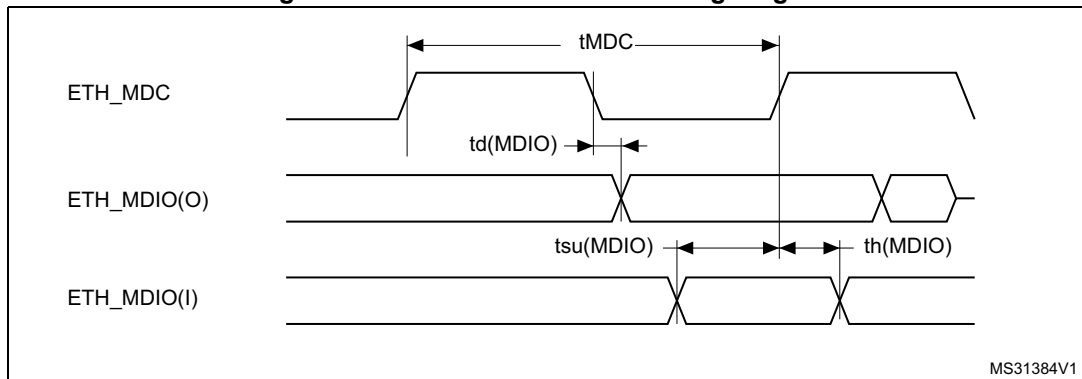 tMDC
ETH_MDC
td(MDIO)
ETH_MDIO(O)
tsu(MDIO) th(MDIO)
ETH_MDIO(I)
MS31384V1